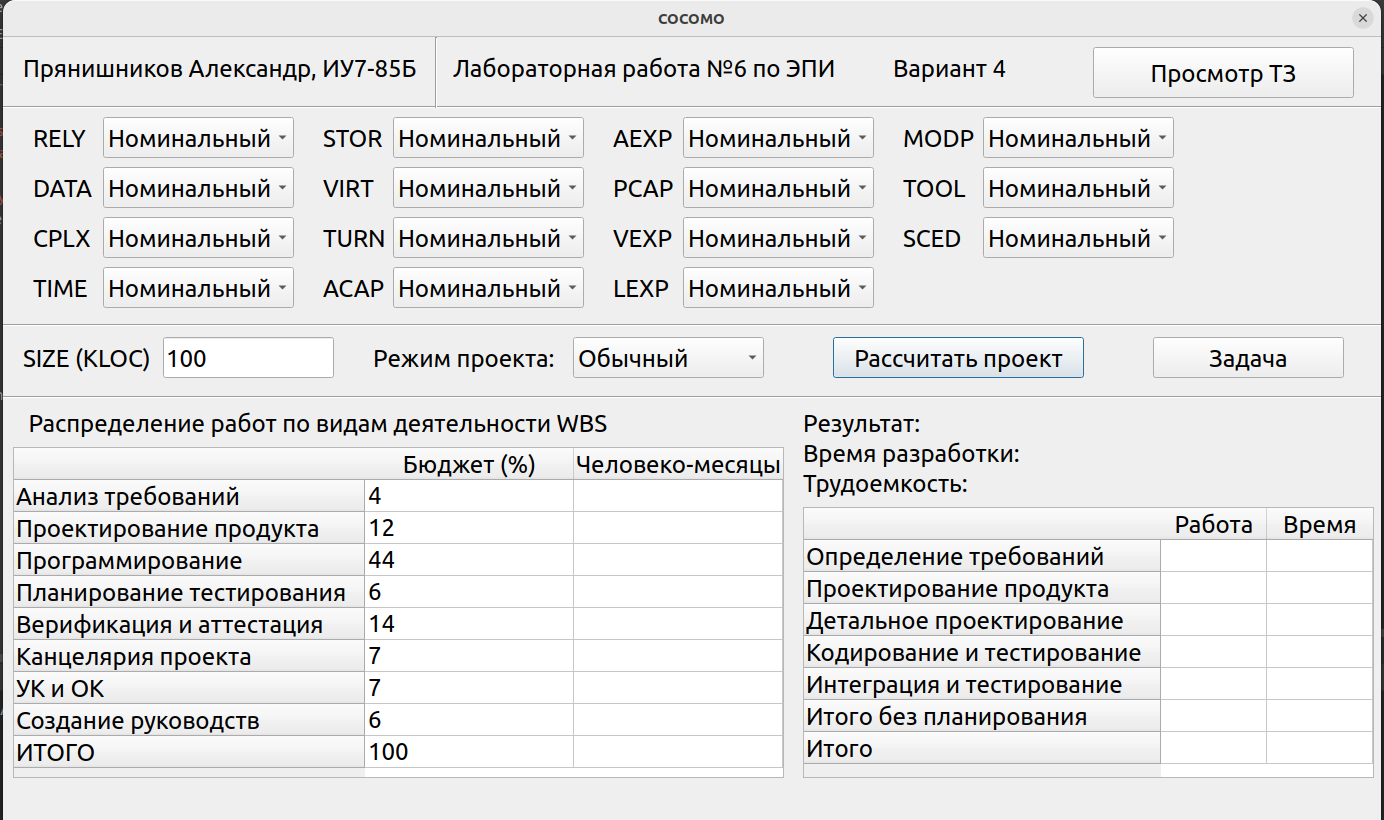 COCOMO
Прянишников Александр, ИУ7-85Б Лабораторная работа №6 по ЭПИ Вариант 4 Просмотр ТЗ
RELY Номинальный STOR Номинальный AEXP Номинальный MODP Номинальный
DATA Номинальный VIRT Номинальный PCAP Номинальный TOOL Номинальный
CPLX Номинальный TURN Номинальный VEXP Номинальный SCED Номинальный
TIME Номинальный ACAP Номинальный LEXP Номинальный
SIZE (KLOC) 100 Режим проекта: Обычный Рассчитать проект Задача
Распределение работ по видам деятельности WBS
Бюджет (%) Человеко-месяцы
Анализ требований 4
Проектирование продукта 12
Программирование 44
Планирование тестирования 6
Верификация и аттестация 14
Канцелярия проекта 7
УК и ОК 7
Создание руководств 6
ИТОГО 100
Результат:
Время разработки:
Трудоемкость:
Работа Время
Определение требований
Проектирование продукта
Детальное проектирование
Кодирование и тестирование
Интеграция и тестирование
Итого без планирования
Итого